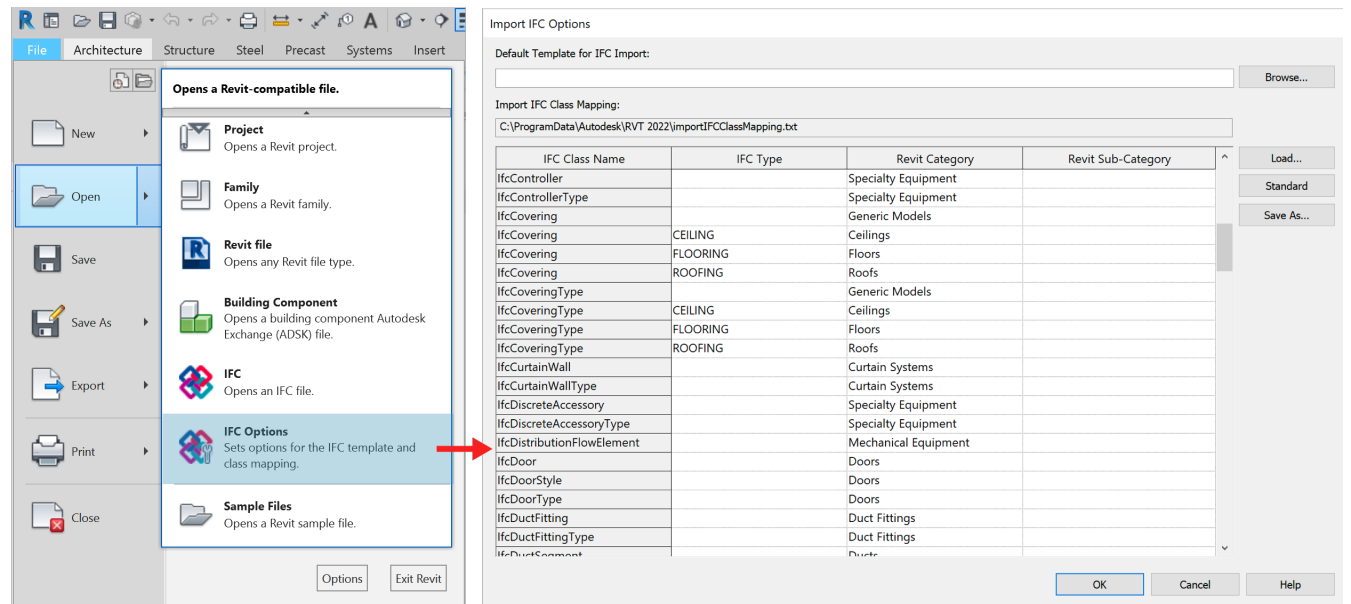 File Architecture Structure Steel Precast Systems Insert
Opens a Revit-compatible file.
New
Open
Save
Save As
Export
Print
Close
Project
Opens a Revit project.
Family
Opens a Revit family.
Revit file
Opens any Revit file type.
Building Component
Opens a building component Autodesk
Exchange (ADSK) file.
IFC
Opens an IFC file.
IFC Options
Sets options for the IFC template and
class mapping.
Sample Files
Opens a Revit sample file.
Options Exit Revit
Import IFC Options
Default Template for IFC Import:
Browse...
Import IFC Class Mapping:
C:\ProgramData\Autodesk\RVT 2022\importIFCClassMapping.txt
IFC Class Name IFC Type Revit Category Revit Sub-Category
IfcController Specialty Equipment
IfcControllerType Specialty Equipment
IfcCovering Generic Models
IfcCovering CEILING Ceilings
IfcCovering FLOORING Floors
IfcCovering ROOFING Roofs
IfcCoveringType Generic Models
IfcCoveringType CEILING Ceilings
IfcCoveringType FLOORING Floors
IfcCoveringType ROOFING Roofs
IfcCurtainWall Curtain Systems
IfcCurtainWallType Curtain Systems
IfcDiscreteAccessory Specialty Equipment
IfcDiscreteAccessoryType Specialty Equipment
IfcDistributionFlowElement Mechanical Equipment
IfcDoor Doors
IfcDoorStyle Doors
IfcDoorType Doors
IfcDuctFitting Duct Fittings
IfcDuctFittingType Duct Fittings
IfcDuctSegment Ducts
Load...
Standard
Save As...
OK Cancel Help